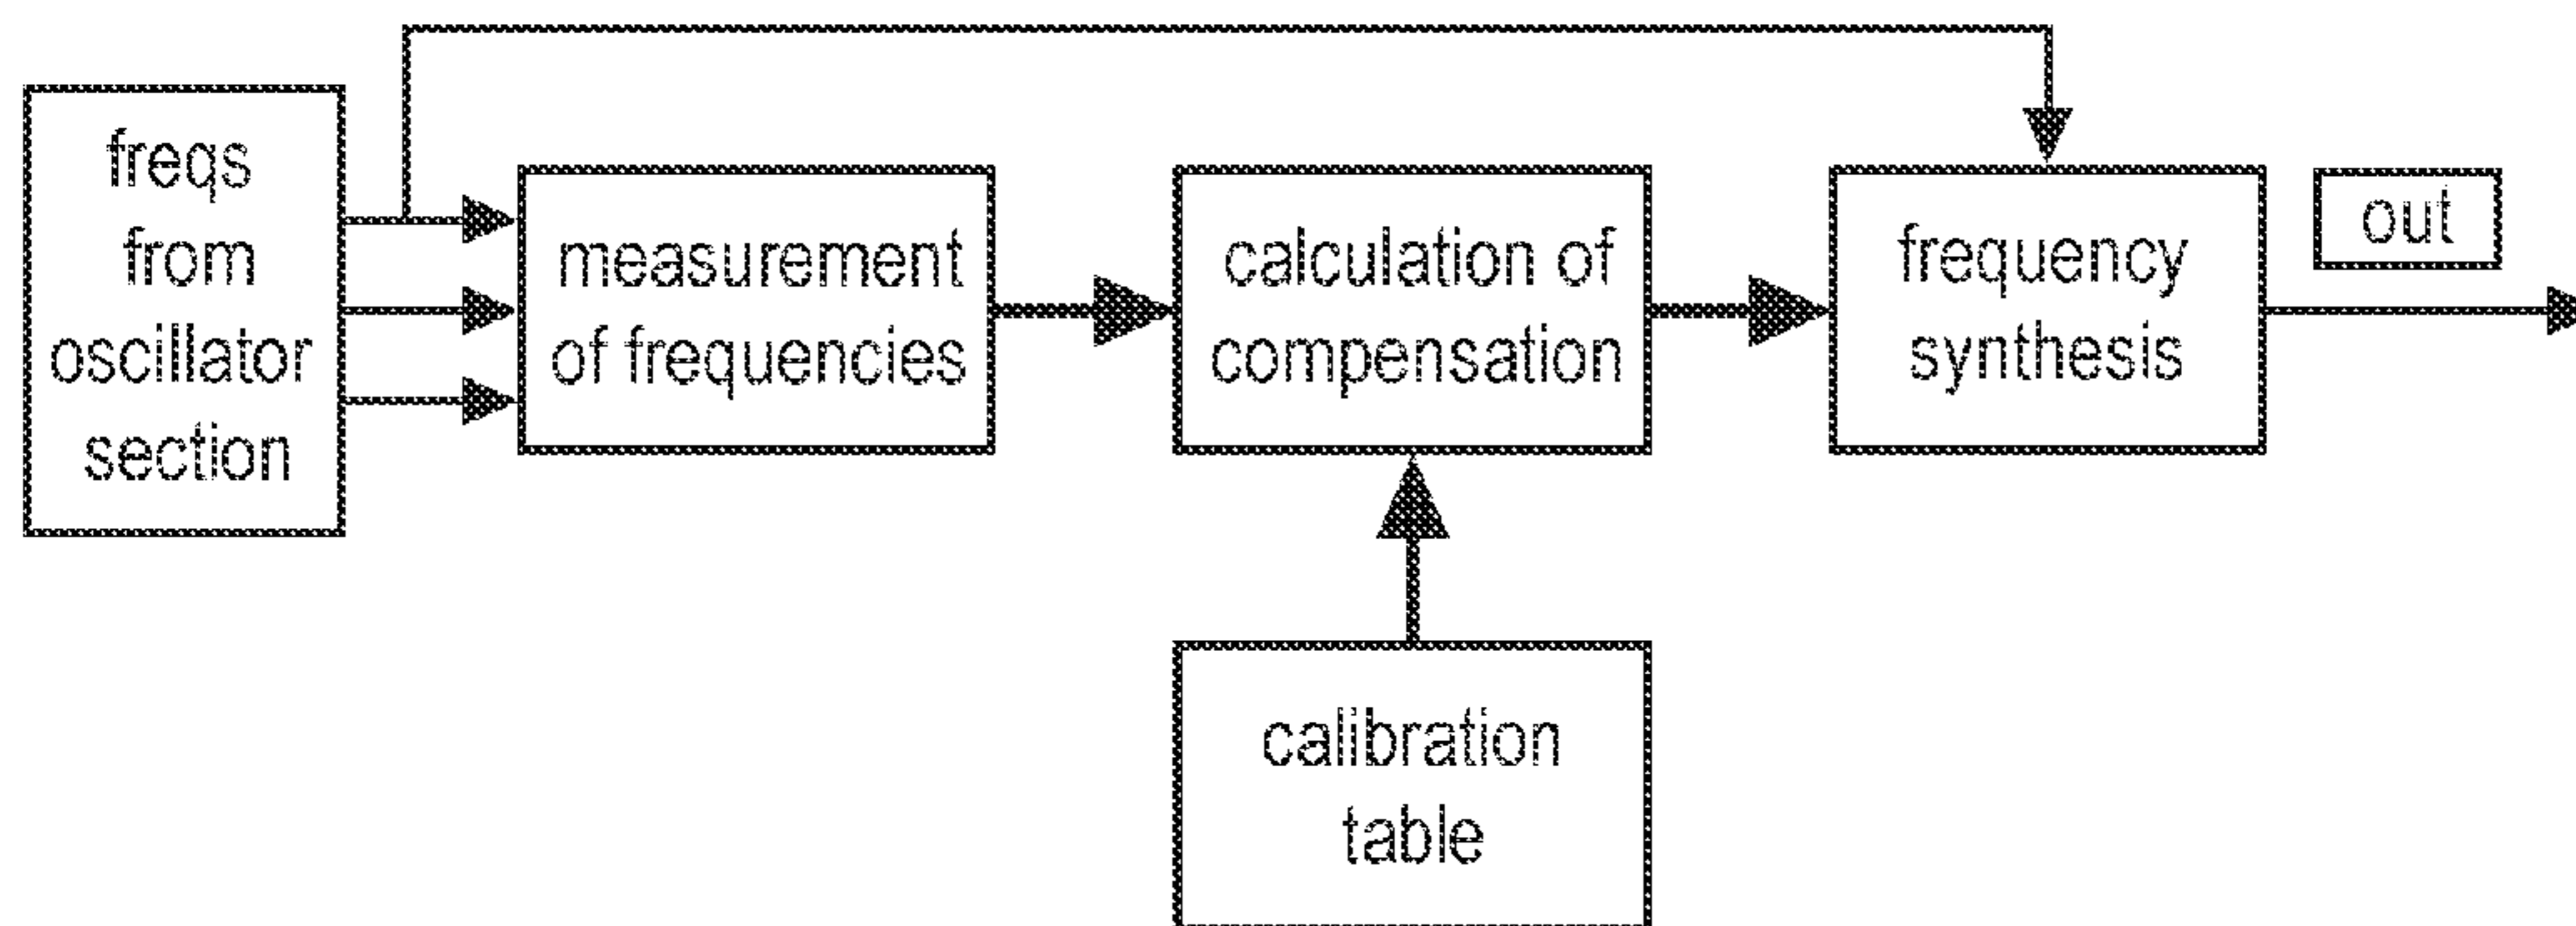 freqs
from
oscillator
section
measurement
of frequencies
calculation of
compensation
frequency
synthesis
out
calibration
table